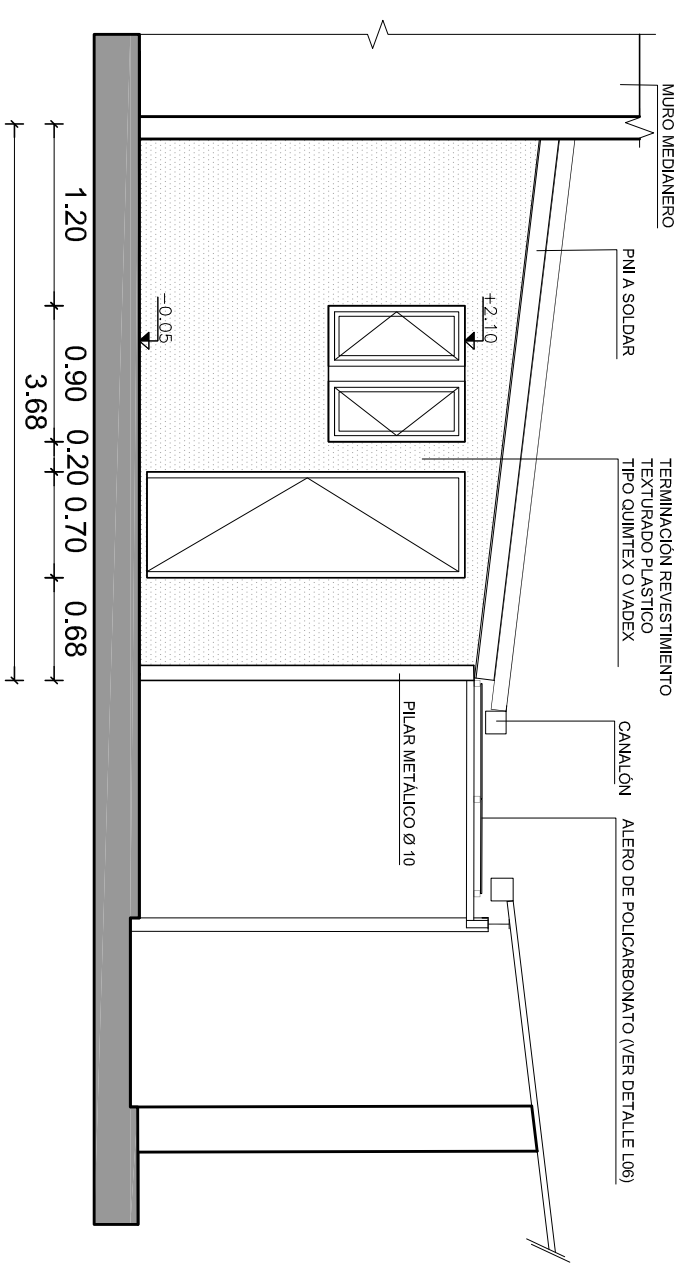 MURO MEDIANERO
PNI A SOLDAR
TERMINACIÓN REVESTIMIENTO
TEXTURADO PLASTICO
TIPO QUIMTEX O VADEX
CANALÓN
ALERO DE POLICARBONATO (VER DETALLE L06)
+2.10
-0.05
PILAR METÁLICO Ø 10
1.20 0.90 0.20 0.70 0.68
3.68